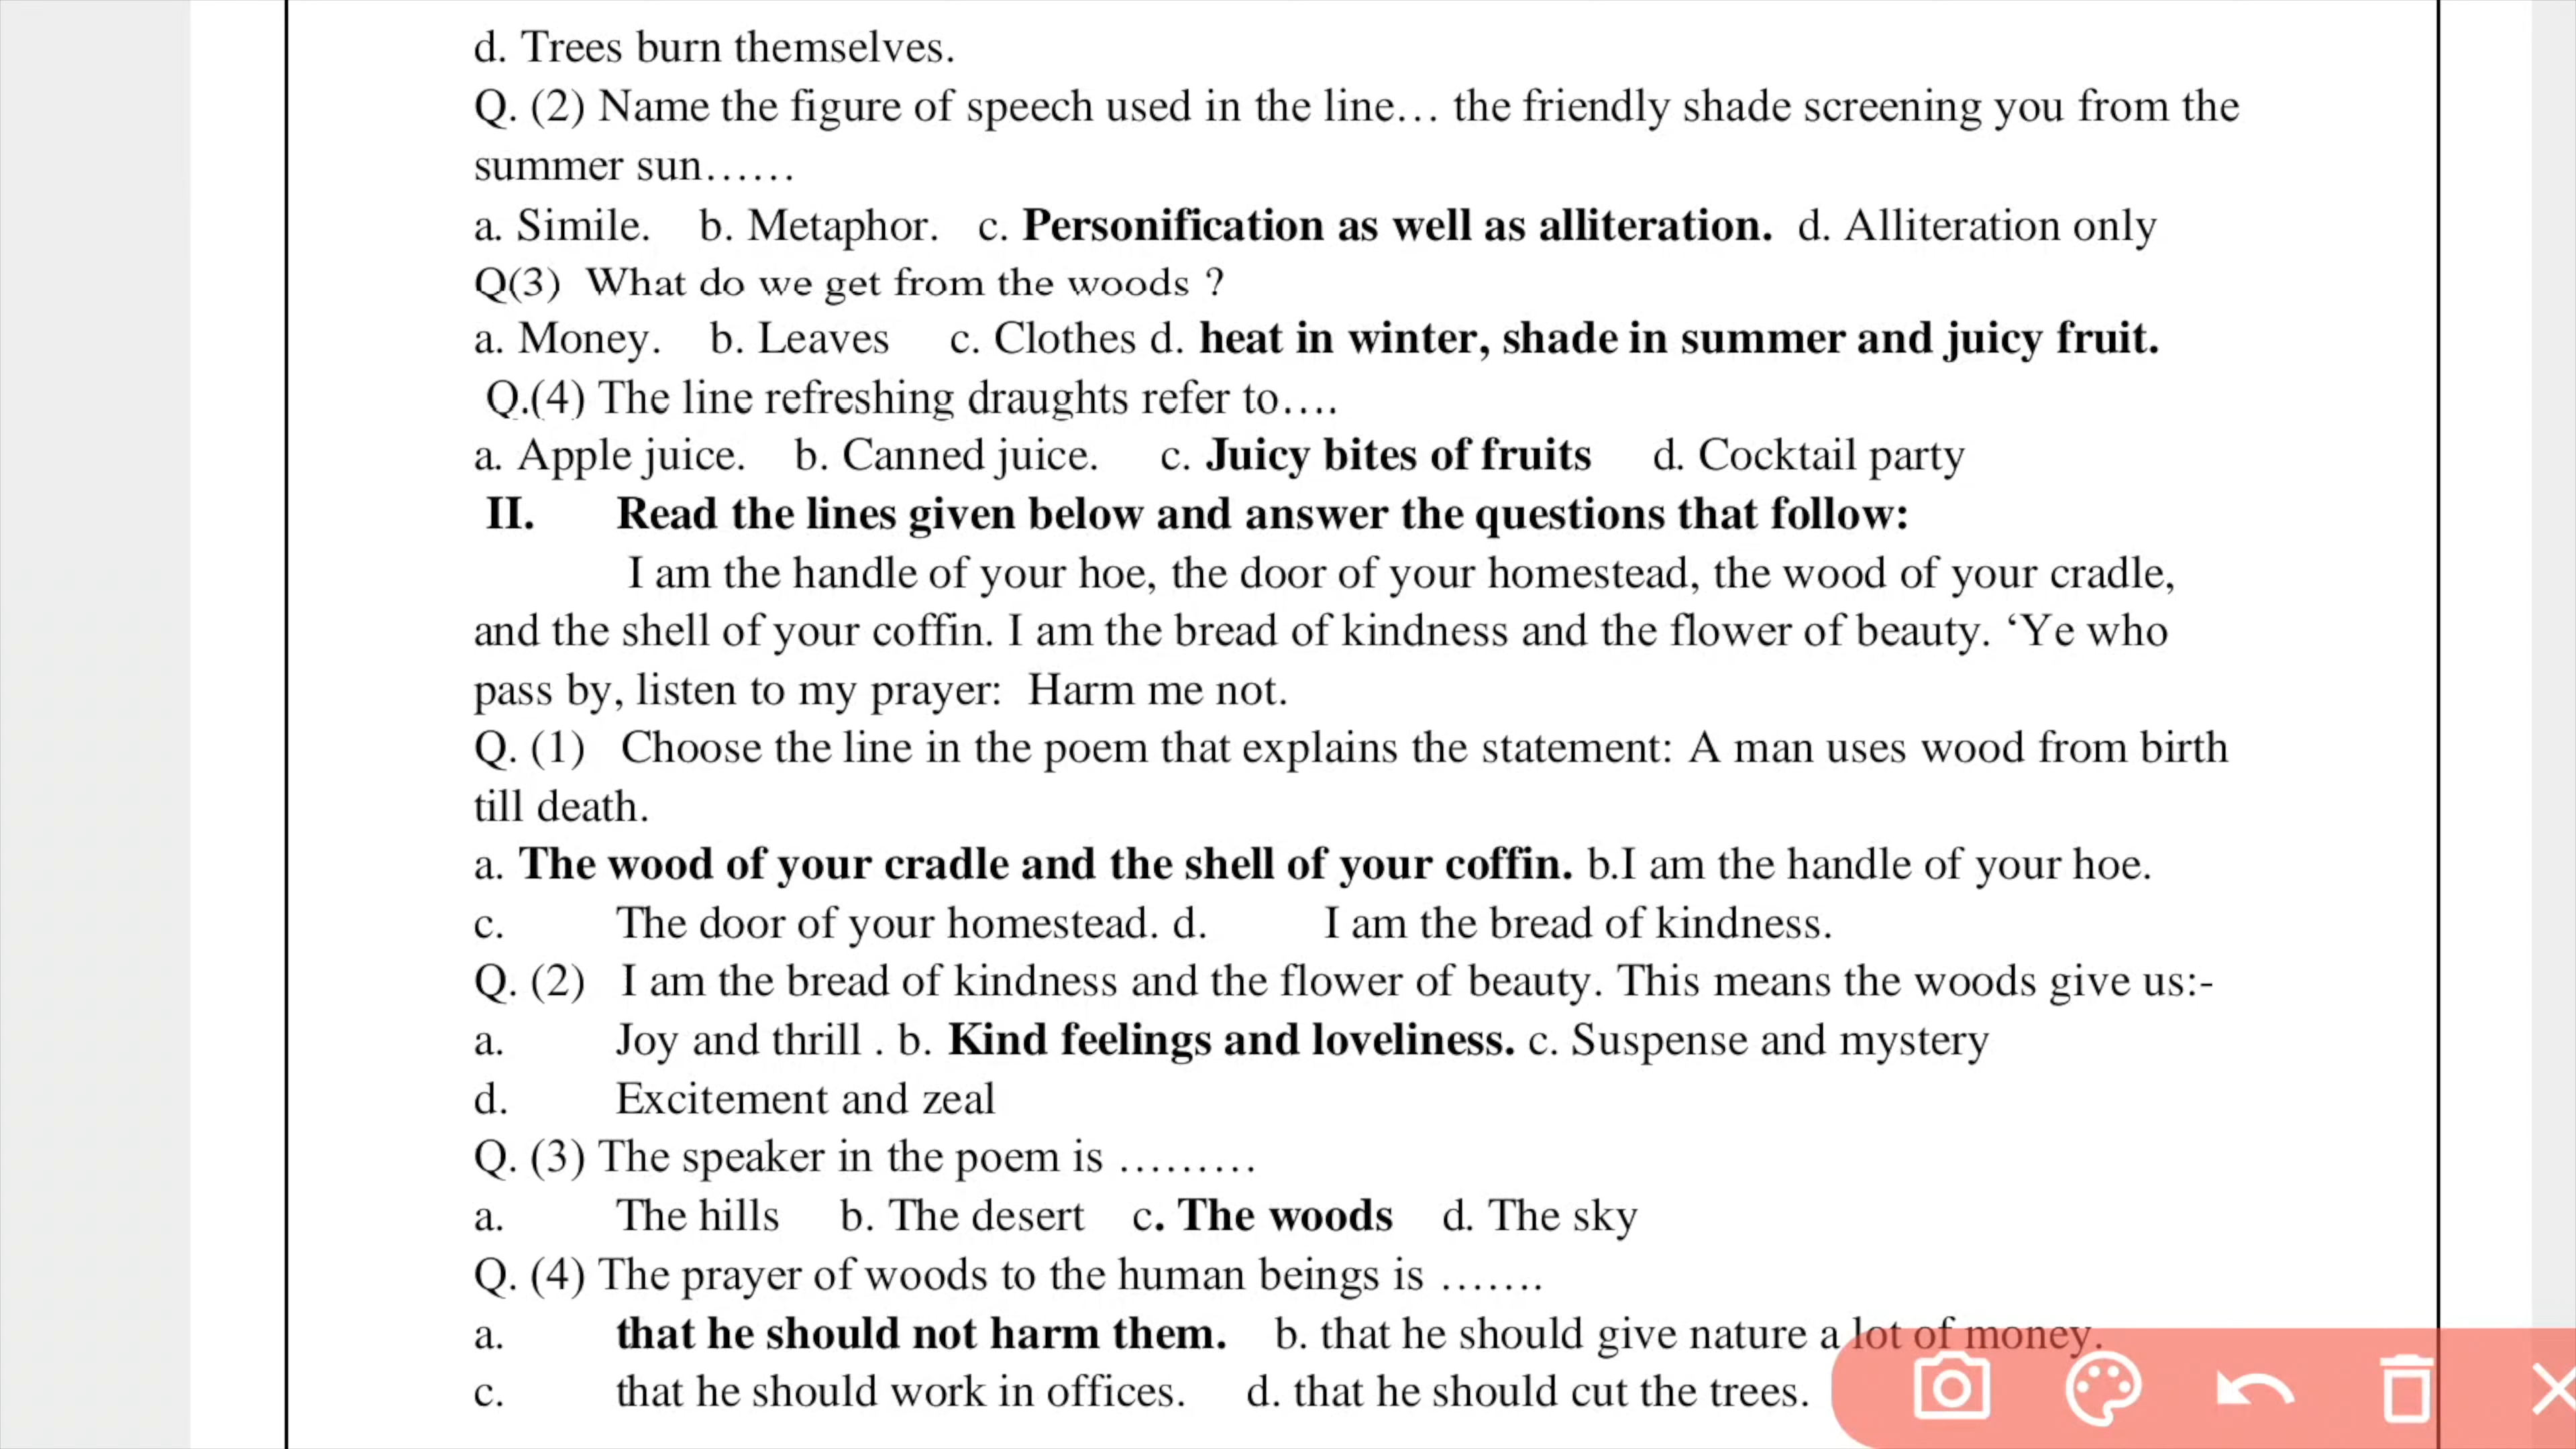 d. Trees burn themselves.
Q. (2) Name the figure of speech used in the line… the friendly shade screening you from the
summer sun……
a. Simile. b. Metaphor. c. Personification as well as alliteration. d. Alliteration only
Q(3) What do we get from the woods ?
a. Money. b. Leaves c. Clothes d. heat in winter, shade in summer and juicy fruit.
Q.(4) The line refreshing draughts refer to….
a. Apple juice. b. Canned juice. c. Juicy bites of fruits d. Cocktail party
II. Read the lines given below and answer the questions that follow:
I am the handle of your hoe, the door of your homestead, the wood of your cradle,
and the shell of your coffin. I am the bread of kindness and the flower of beauty. ‘Ye who
pass by, listen to my prayer: Harm me not.
Q. (1) Choose the line in the poem that explains the statement: A man uses wood from birth
till death.
a. The wood of your cradle and the shell of your coffin. b.I am the handle of your hoe.
c. The door of your homestead. d. I am the bread of kindness.
Q. (2) I am the bread of kindness and the flower of beauty. This means the woods give us:-
a. Joy and thrill . b. Kind feelings and loveliness. c. Suspense and mystery
d. Excitement and zeal
Q. (3) The speaker in the poem is ………
a. The hills b. The desert c. The woods d. The sky
Q. (4) The prayer of woods to the human beings is …….
a. that he should not harm them. b. that he should give nature a lot of money.
c. that he should work in offices. d. that he should cut the trees.